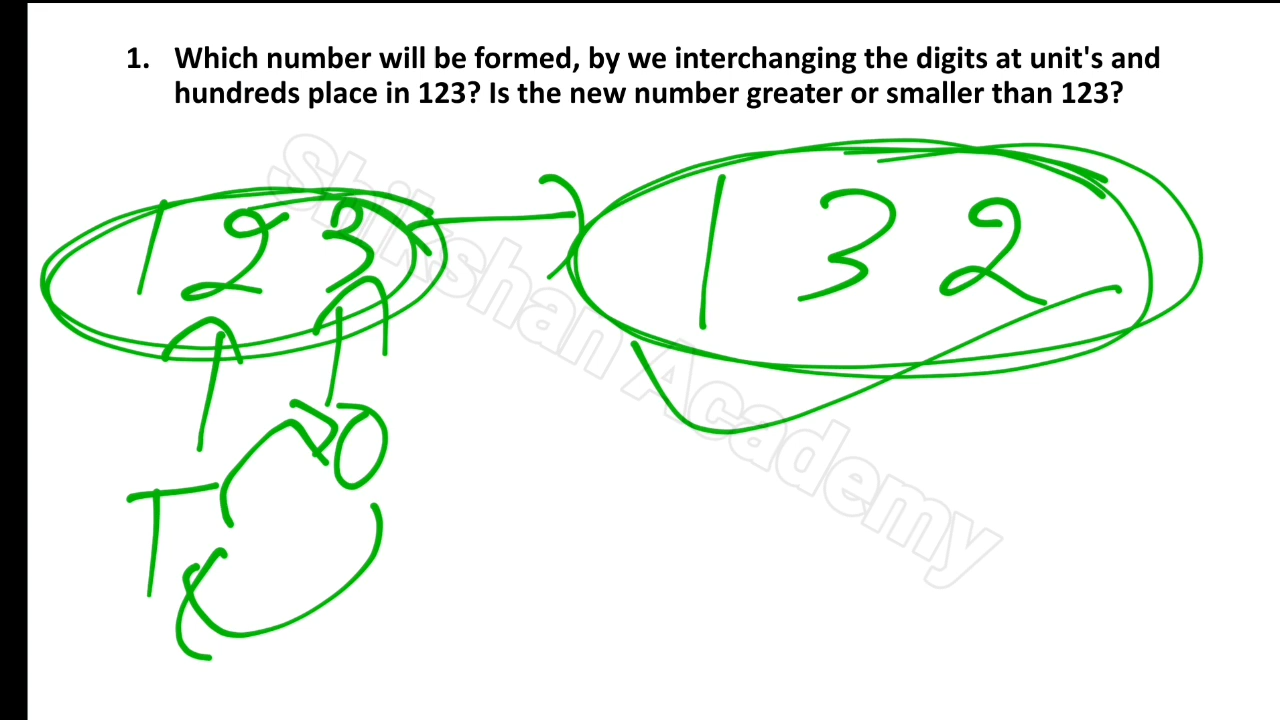 1. Which number will be formed, by we interchanging the digits at unit's and
hundreds place in 123? Is the new number greater or smaller than 123?
123 132
T O
Shikshan Academy